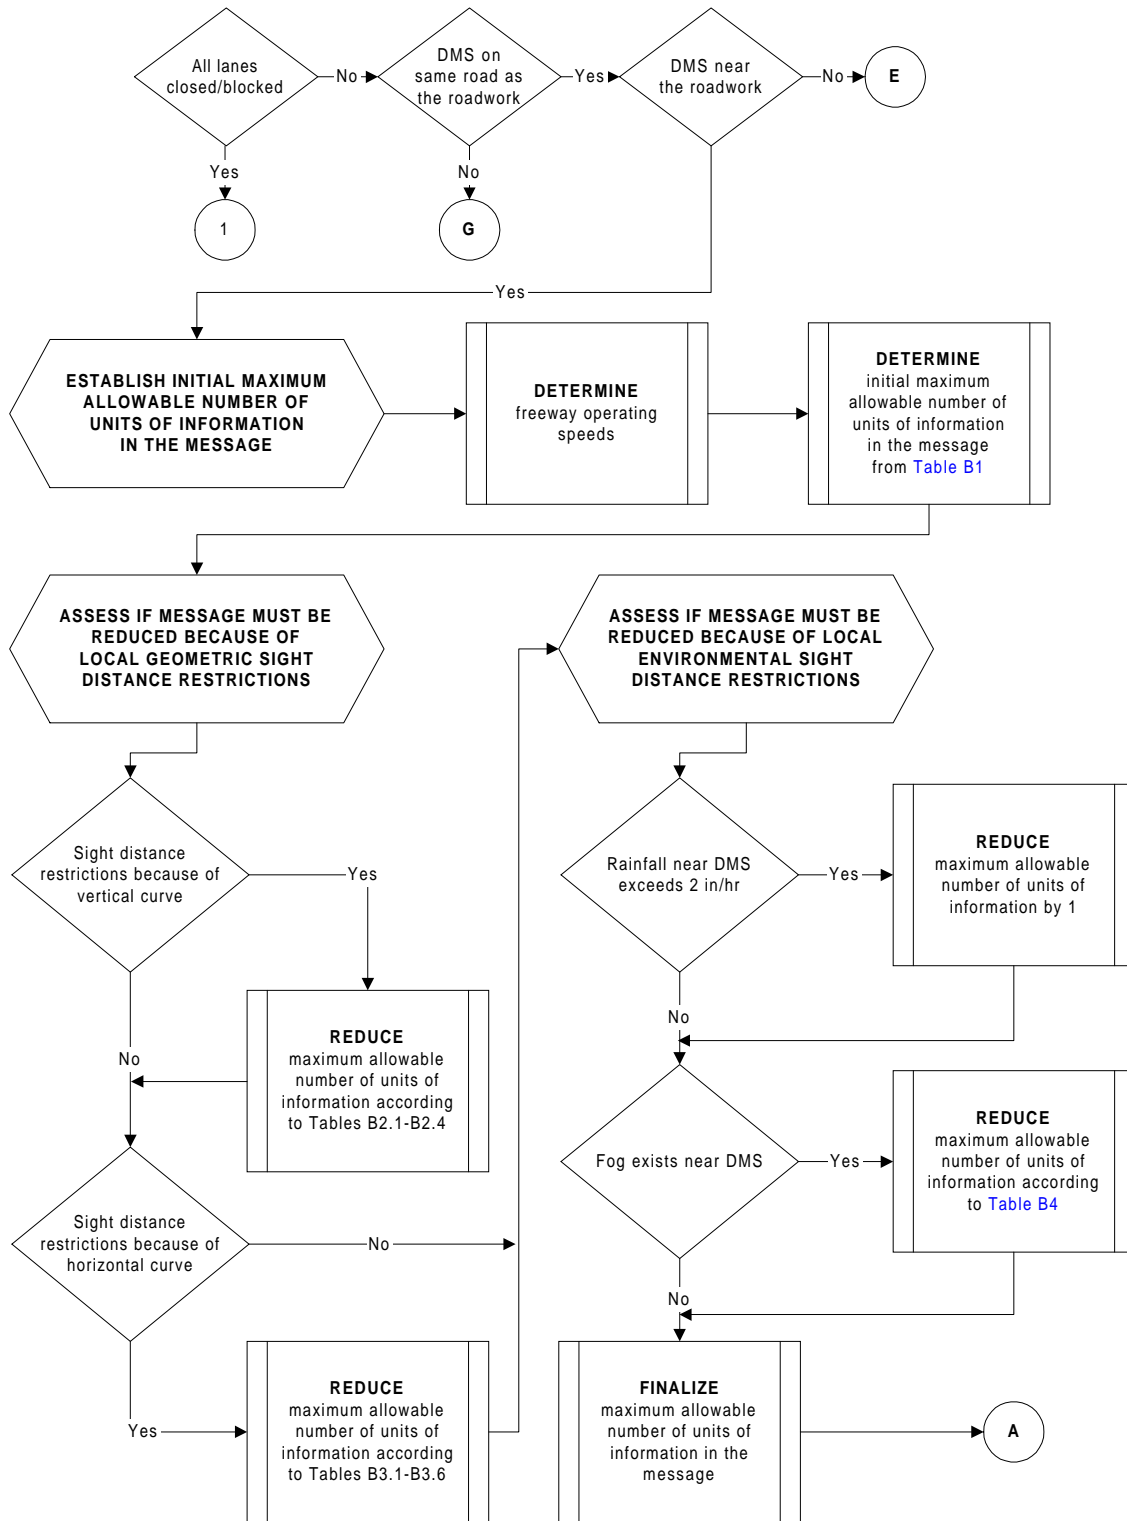 All lanes
closed/blocked
No
DMS on
same road as
the roadwork
Yes
DMS near
the roadwork
No
E
Yes
1
No
G
Yes
ESTABLISH INITIAL MAXIMUM
ALLOWABLE NUMBER OF
UNITS OF INFORMATION
IN THE MESSAGE
DETERMINE
freeway operating
speeds
DETERMINE
initial maximum
allowable number of
units of information
in the message
from Table B1
ASSESS IF MESSAGE MUST BE
REDUCED BECAUSE OF
LOCAL GEOMETRIC SIGHT
DISTANCE RESTRICTIONS
ASSESS IF MESSAGE MUST BE
REDUCED BECAUSE OF LOCAL
ENVIRONMENTAL SIGHT
DISTANCE RESTRICTIONS
Sight distance
restrictions because of
vertical curve
Yes
Rainfall near DMS
exceeds 2 in/hr
Yes
REDUCE
maximum allowable
number of units of
information by 1
No
REDUCE
maximum allowable
number of units of
information according
to Tables B2.1-B2.4
No
Fog exists near DMS
Yes
REDUCE
maximum allowable
number of units of
information according
to Table B4
Sight distance
restrictions because of
horizontal curve
No
No
Yes
REDUCE
maximum allowable
number of units of
information according
to Tables B3.1-B3.6
FINALIZE
maximum allowable
number of units of
information in the
message
A